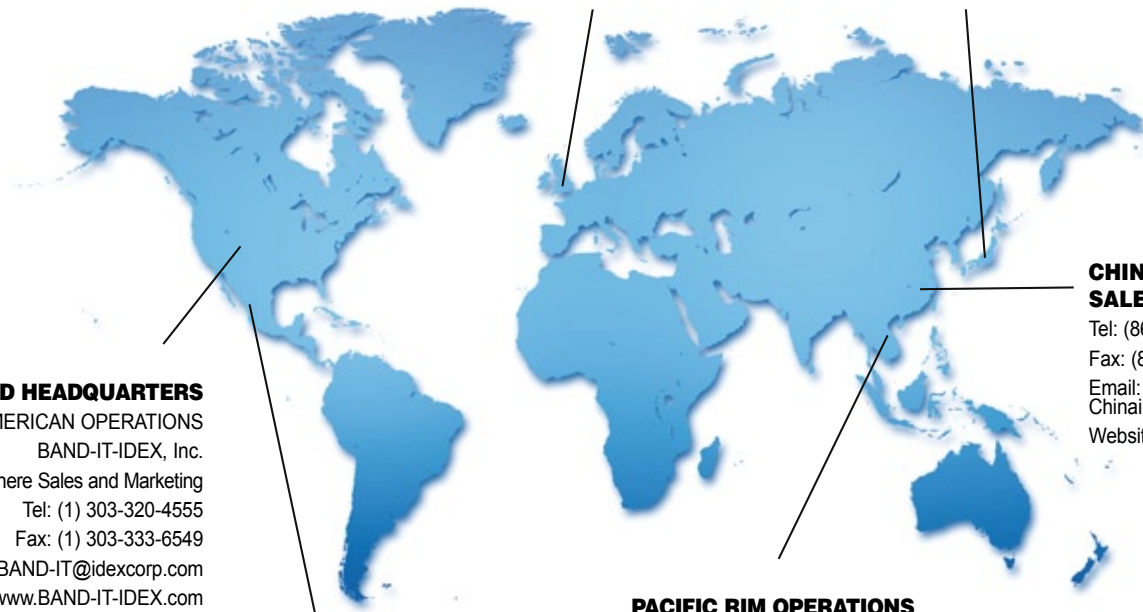 D HEADQUARTERS
MERICAN OPERATIONS
BAND-IT-IDEX, Inc.
here Sales and Marketing
Tel: (1) 303-320-4555
Fax: (1) 303-333-6549
BAND-IT@idexcorp.com
www.BAND-IT-IDEX.com
CHIN
SALE
Tel: (86
Fax: (8
Email:
Chinai
Websit
PACIFIC RIM OPERATIONS